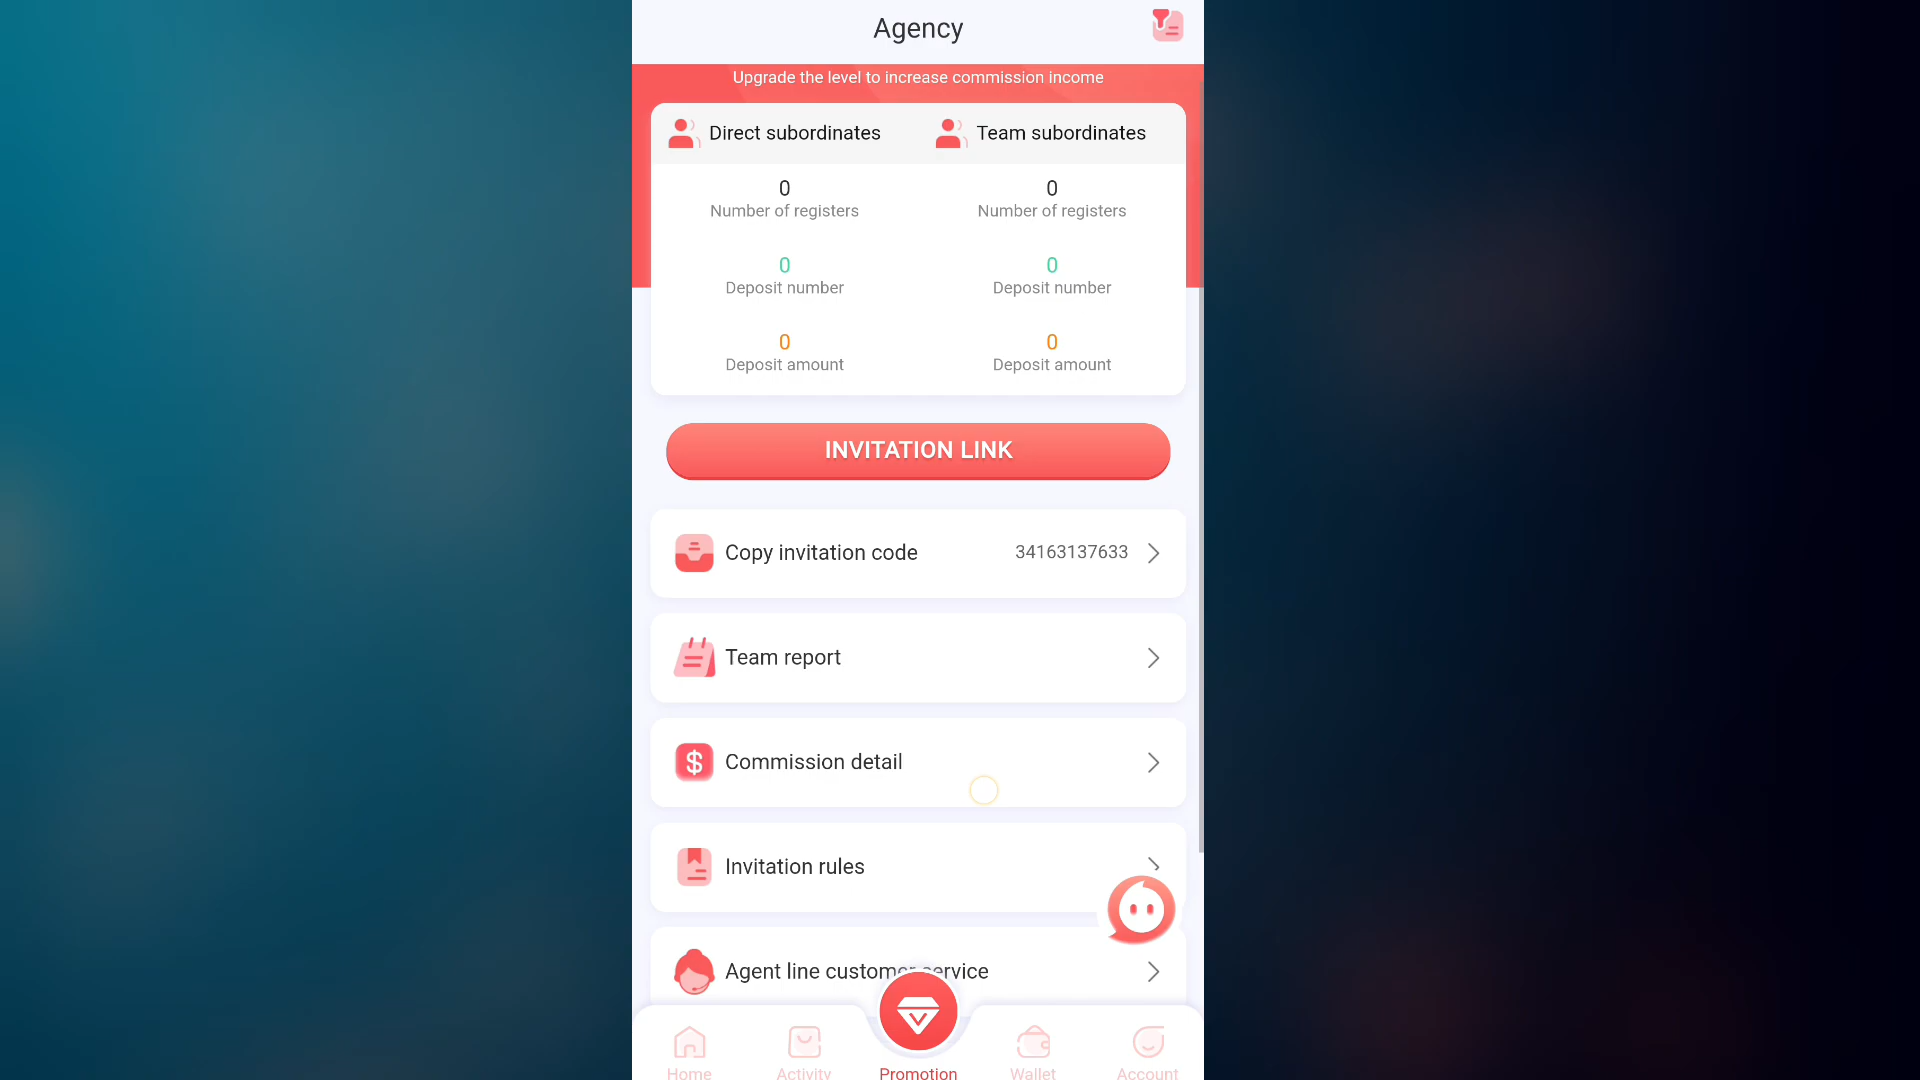 Agency
Upgrade the level to increase commission income
Direct subordinates
Team subordinates
0
Number of registers
0
Number of registers
0
Deposit number
0
Deposit number
0
Deposit amount
0
Deposit amount
INVITATION LINK
Copy invitation code
34163137633
Team report
$
Commission detail
Invitation rules
Agent line customer service
Home
Activity
Promotion
Wallet
Account